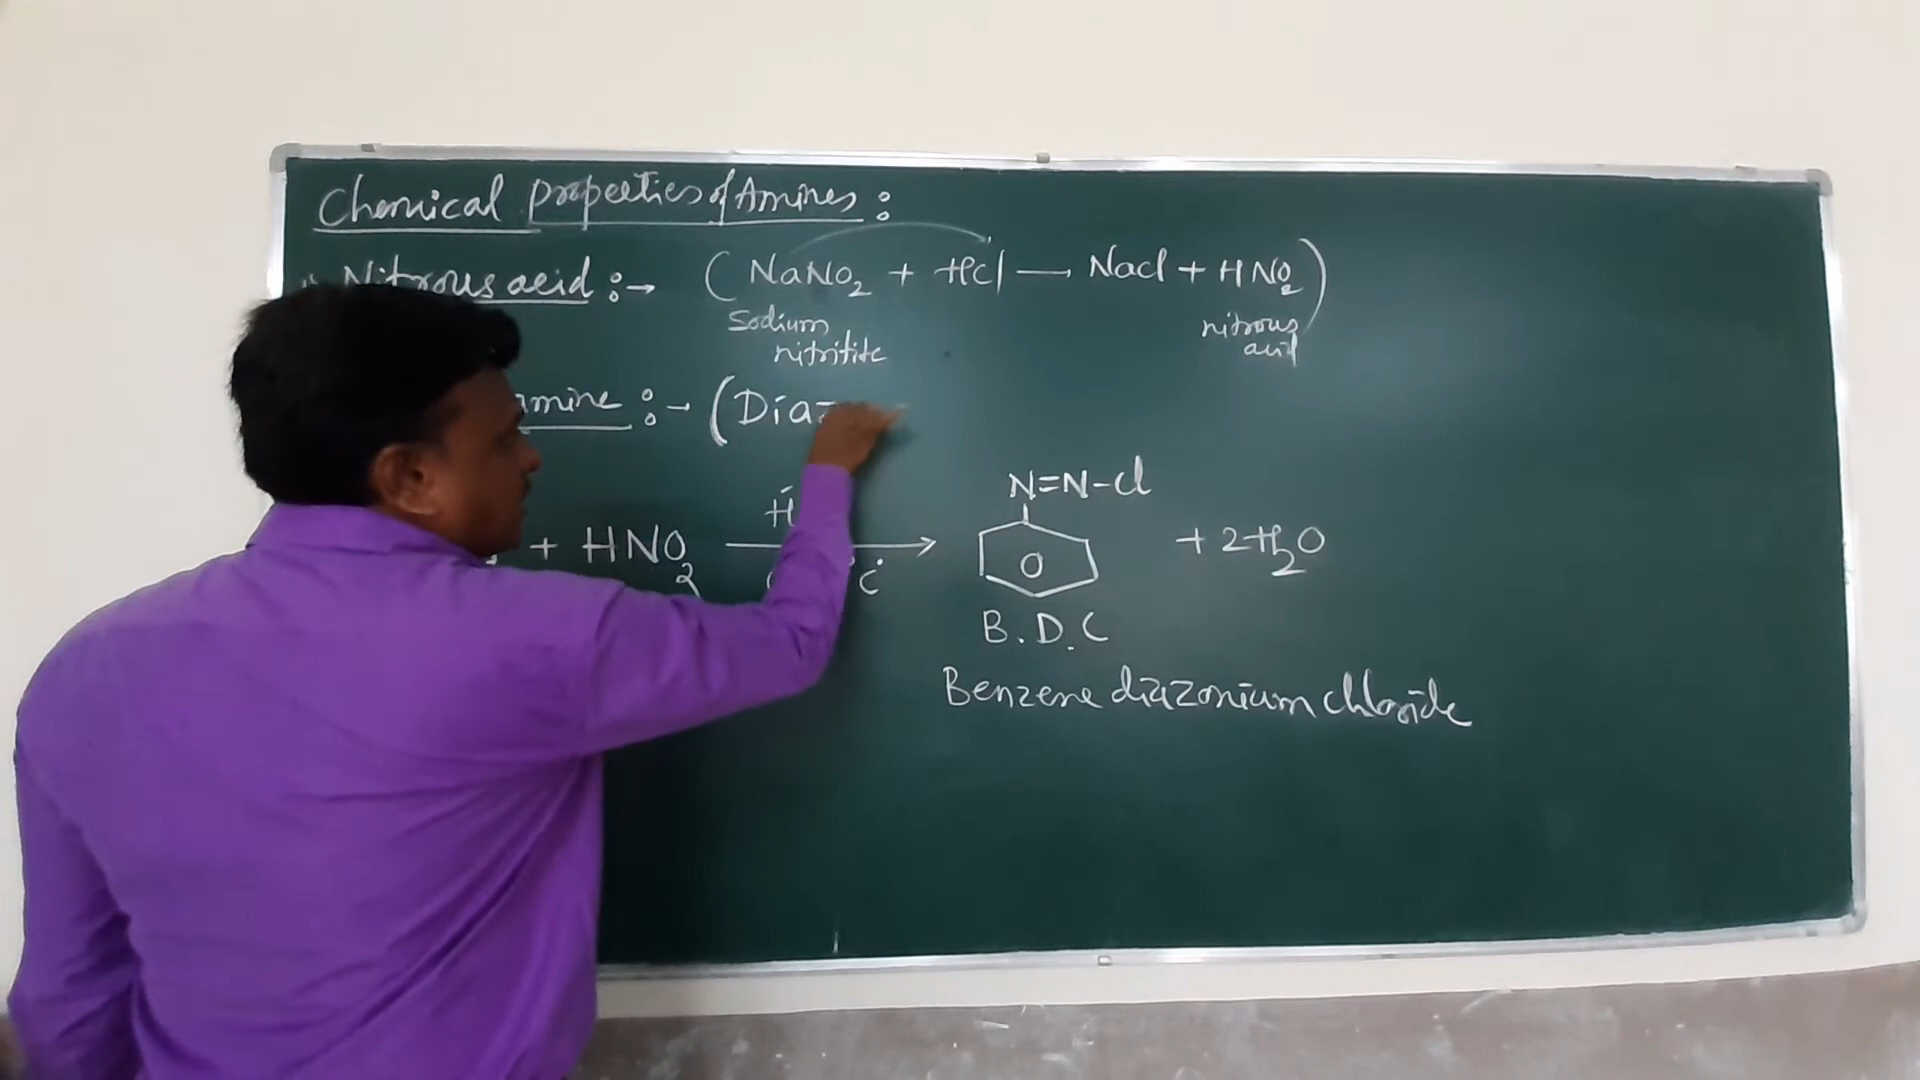 Chemical properties of Amines :
Nitrous acid :→ ( NaNO₂ + HCl — Nacl + HNO₂ )
Sodium nitrous
nitritite acid
amine :- ( Diaz
N=N-cl
+ HNO₂ → + 2H₂O
C
B.D.C
Benzene diazonium chloride